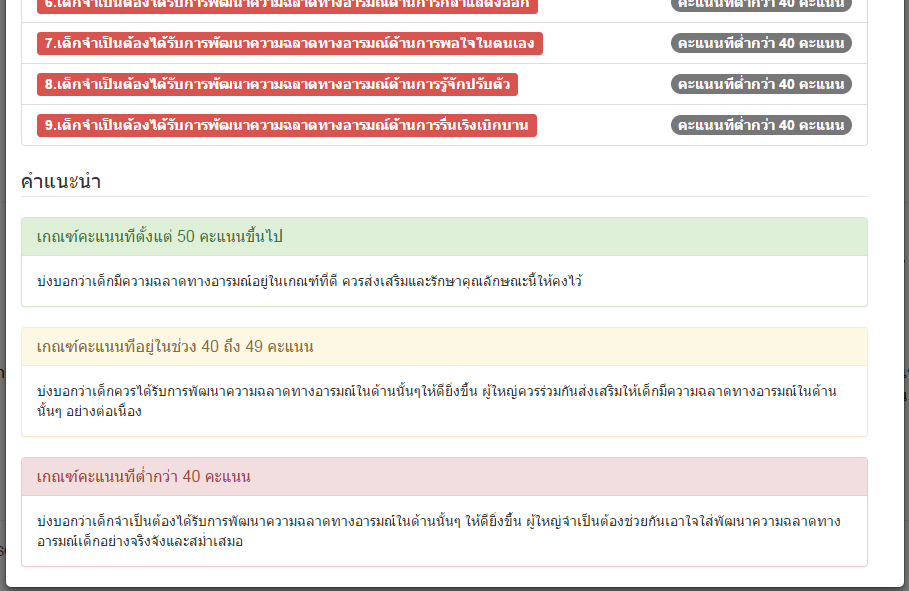 6.เด็กจำเป็นต้องได้รับการพัฒนาความฉลาดทางอารมณ์ด้านการกล้าแสดงออก คะแนนที่ต่ำกว่า 40 คะแนน
7.เด็กจำเป็นต้องได้รับการพัฒนาความฉลาดทางอารมณ์ด้านการพอใจในตนเอง คะแนนที่ต่ำกว่า 40 คะแนน
8.เด็กจำเป็นต้องได้รับการพัฒนาความฉลาดทางอารมณ์ด้านการรู้จักปรับตัว คะแนนที่ต่ำกว่า 40 คะแนน
9.เด็กจำเป็นต้องได้รับการพัฒนาความฉลาดทางอารมณ์ด้านการรื่นเริงเบิกบาน คะแนนที่ต่ำกว่า 40 คะแนน
คำแนะนำ
เกณฑ์คะแนนที่ตั้งแต่ 50 คะแนนขึ้นไป
บ่งบอกว่าเด็กมีความฉลาดทางอารมณ์อยู่ในเกณฑ์ที่ดี ควรส่งเสริมและรักษาคุณลักษณะนี้ให้คงไว้
เกณฑ์คะแนนที่อยู่ในช่วง 40 ถึง 49 คะแนน
บ่งบอกว่าเด็กควรได้รับการพัฒนาความฉลาดทางอารมณ์ในด้านนั้นๆให้ดียิ่งขึ้น ผู้ใหญ่ควรร่วมกันส่งเสริมให้เด็กมีความฉลาดทางอารมณ์ในด้าน
นั้นๆ อย่างต่อเนื่อง
เกณฑ์คะแนนที่ต่ำกว่า 40 คะแนน
บ่งบอกว่าเด็กจำเป็นต้องได้รับการพัฒนาความฉลาดทางอารมณ์ในด้านนั้นๆ ให้ดียิ่งขึ้น ผู้ใหญ่จำเป็นต้องช่วยกันเอาใจใส่พัฒนาความฉลาดทาง
อารมณ์เด็กอย่างจริงจังและสม่ำเสมอ